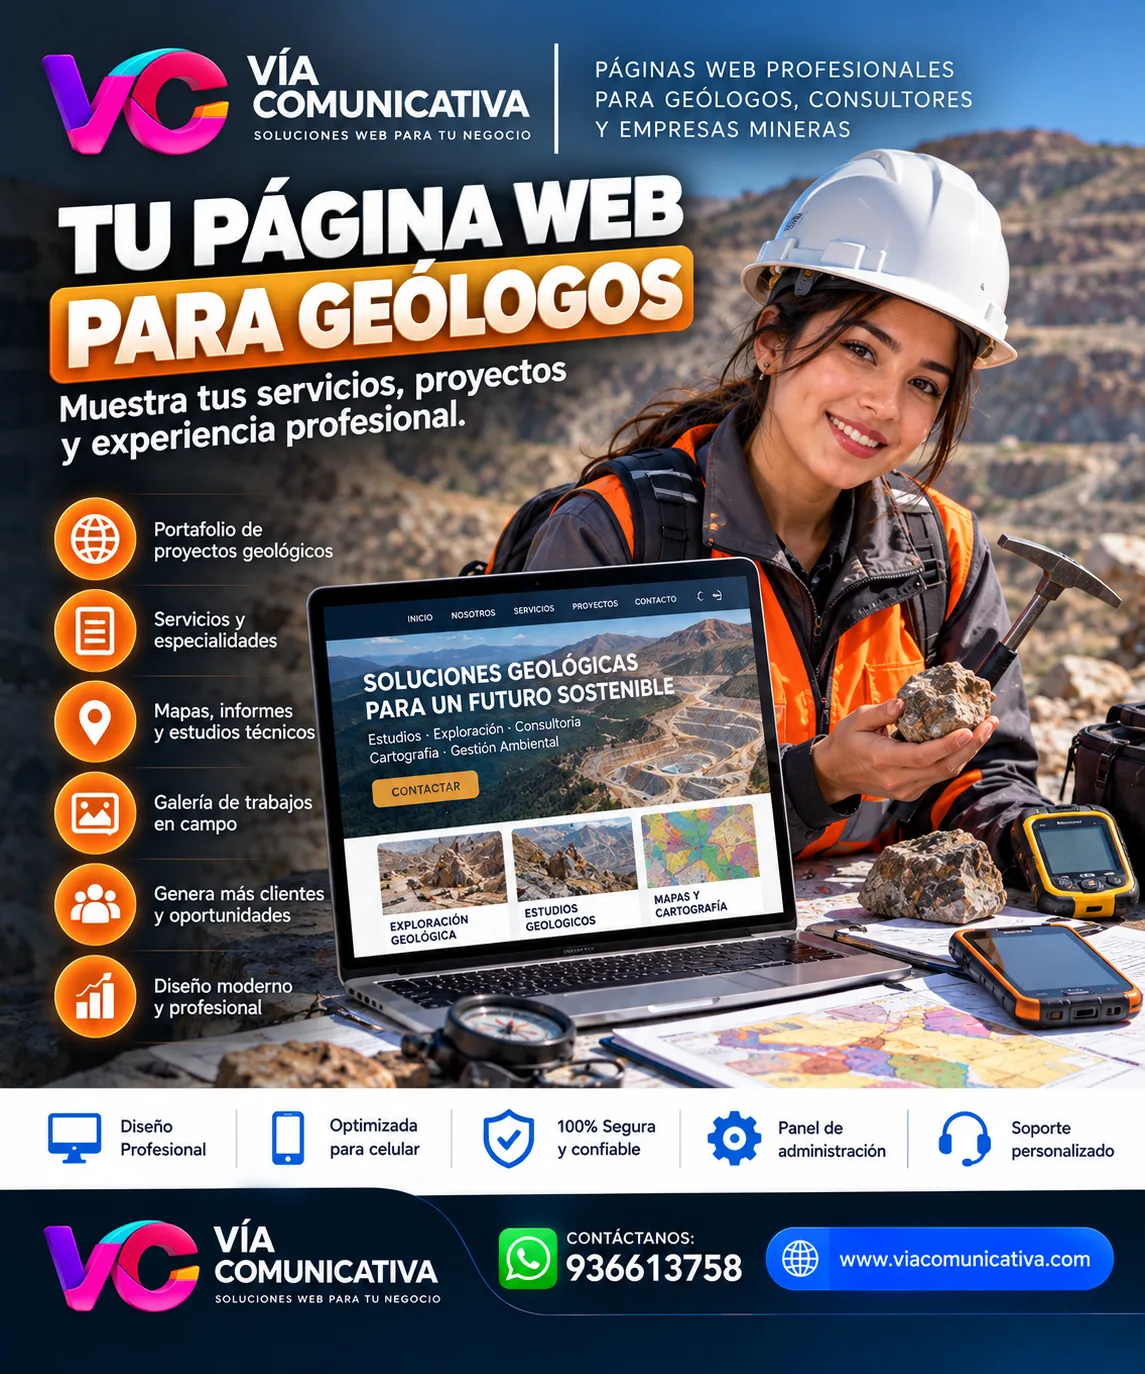 VÍA
COMUNICATIVA
SOLUCIONES WEB PARA TU NEGOCIO
PÁGINAS WEB PROFESIONALES
PARA GEÓLOGOS, CONSULTORES
Y EMPRESAS MINERAS
TU PÁGINA WEB
PARA GEÓLOGOS
Muestra tus servicios, proyectos
y experiencia profesional.
Portafolio de
proyectos geológicos
Servicios y
especialidades
Mapas, informes
y estudios técnicos
Galería de trabajos
en campo
Genera más clientes
y oportunidades
Diseño moderno
y profesional
INICIO NOSOTROS SERVICIOS PROYECTOS CONTACTO
SOLUCIONES GEOLÓGICAS
PARA UN FUTURO SOSTENIBLE
Estudios · Exploración · Consultoria
Cartografia · Gestión Ambiental
CONTACTAR
EXPLORACIÓN
GEOLÓGICA
ESTUDIOS
GEOLOGICOS
MAPAS Y
CARTOGRAFÍA
Diseño
Profesional
Optimizada
para celular
100% Segura
y confiable
Panel de
administración
Soporte
personalizado
VÍA
COMUNICATIVA
SOLUCIONES WEB PARA TU NEGOCIO
CONTÁCTANOS:
936613758
www.viacomunicativa.com